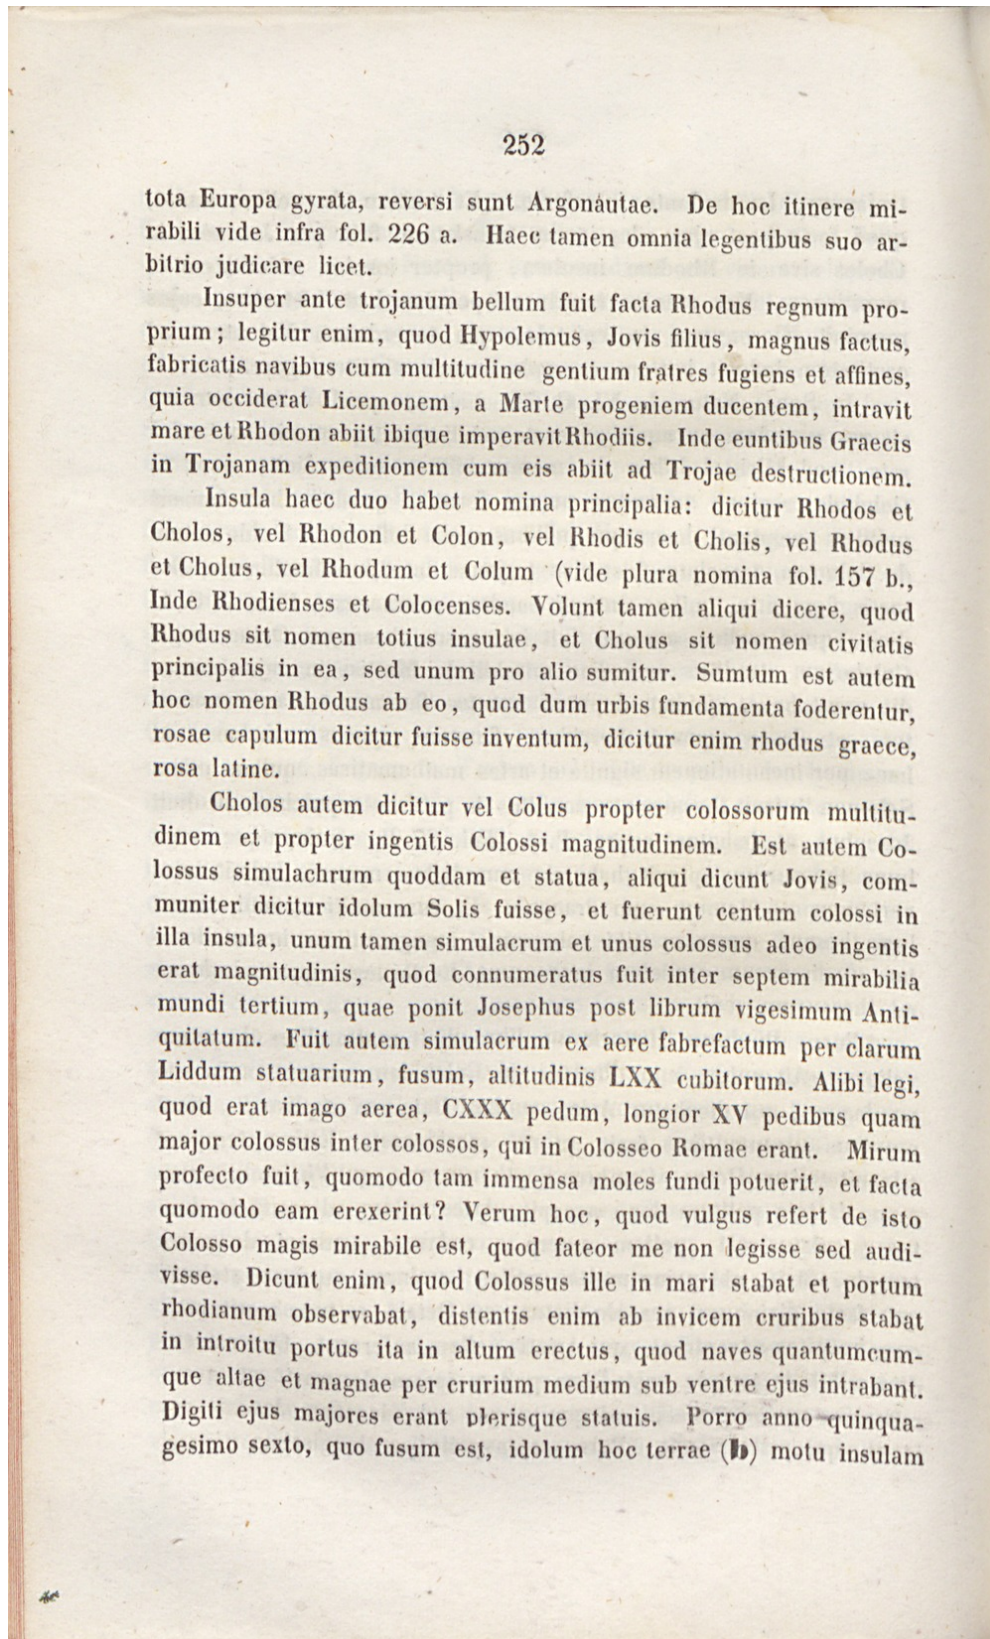 252
tota Europa gyrata, reversi sunt Argonautae. De hoc itinere mi-
rabili vide infra fol. 226 a. Haec tamen omnia legentibus suo ar-
bitrio judicare licet.
Insuper ante trojanum bellum fuit facta Rhodus regnum pro-
prium; legitur enim, quod Hypolemus, Jovis filius, magnus factus,
fabricatis navibus cum multitudine gentium fratres fugiens et affines,
quia occiderat Licemonem, a Marte progeniem ducentem, intravit
mare et Rhodon abiit ibique imperavit Rhodiis. Inde euntibus Graecis
in Trojanam expeditionem cum eis abiit ad Trojae destructionem.
Insula haec duo habet nomina principalia: dicitur Rhodos et
Cholos, vel Rhodon et Colon, vel Rhodis et Cholis, vel Rhodus
et Cholus, vel Rhodum et Colum (vide plura nomina fol. 157 b.,
Inde Rhodienses et Colocenses. Volunt tamen aliqui dicere, quod
Rhodus sit nomen totius insulae, et Cholus sit nomen civitatis
principalis in ea, sed unum pro alio sumitur. Sumtum est autem
hoc nomen Rhodus ab eo, quod dum urbis fundamenta foderentur,
rosae capulum dicitur fuisse inventum, dicitur enim rhodus graece,
rosa latine.
Cholos autem dicitur vel Colus propter colossorum multitu-
dinem et propter ingentis Colossi magnitudinem. Est autem Co-
lossus simulachrum quoddam et statua, aliqui dicunt Jovis, com-
muniter dicitur idolum Solis fuisse, et fuerunt centum colossi in
illa insula, unum tamen simulacrum et unus colossus adeo ingentis
erat magnitudinis, quod connumeratus fuit inter septem mirabilia
mundi tertium, quae ponit Josephus post librum vigesimum Anti-
quitatum. Fuit autem simulacrum ex aere fabrefactum per clarum
Liddum statuarium, fusum, altitudinis LXX cubitorum. Alibi legi,
quod erat imago aerea, CXXX pedum, longior XV pedibus quam
major colossus inter colossos, qui in Colosseo Romae erant. Mirum
profecto fuit, quomodo tam immensa moles fundi potuerit, et facta
quomodo eam erexerint? Verum hoc, quod vulgus refert de isto
Colosso magis mirabile est, quod fateor me non legisse sed audi-
visse. Dicunt enim, quod Colossus ille in mari stabat et portum
rhodianum observabat, distentis enim ab invicem cruribus stabat
in introitu portus ita in altum erectus, quod naves quantumcum-
que altae et magnae per crurium medium sub ventre ejus intrabant.
Digiti ejus majores erant plerisque statuis. Porro anno quinqua-
gesimo sexto, quo fusum est, idolum hoc terrae (b) motu insulam